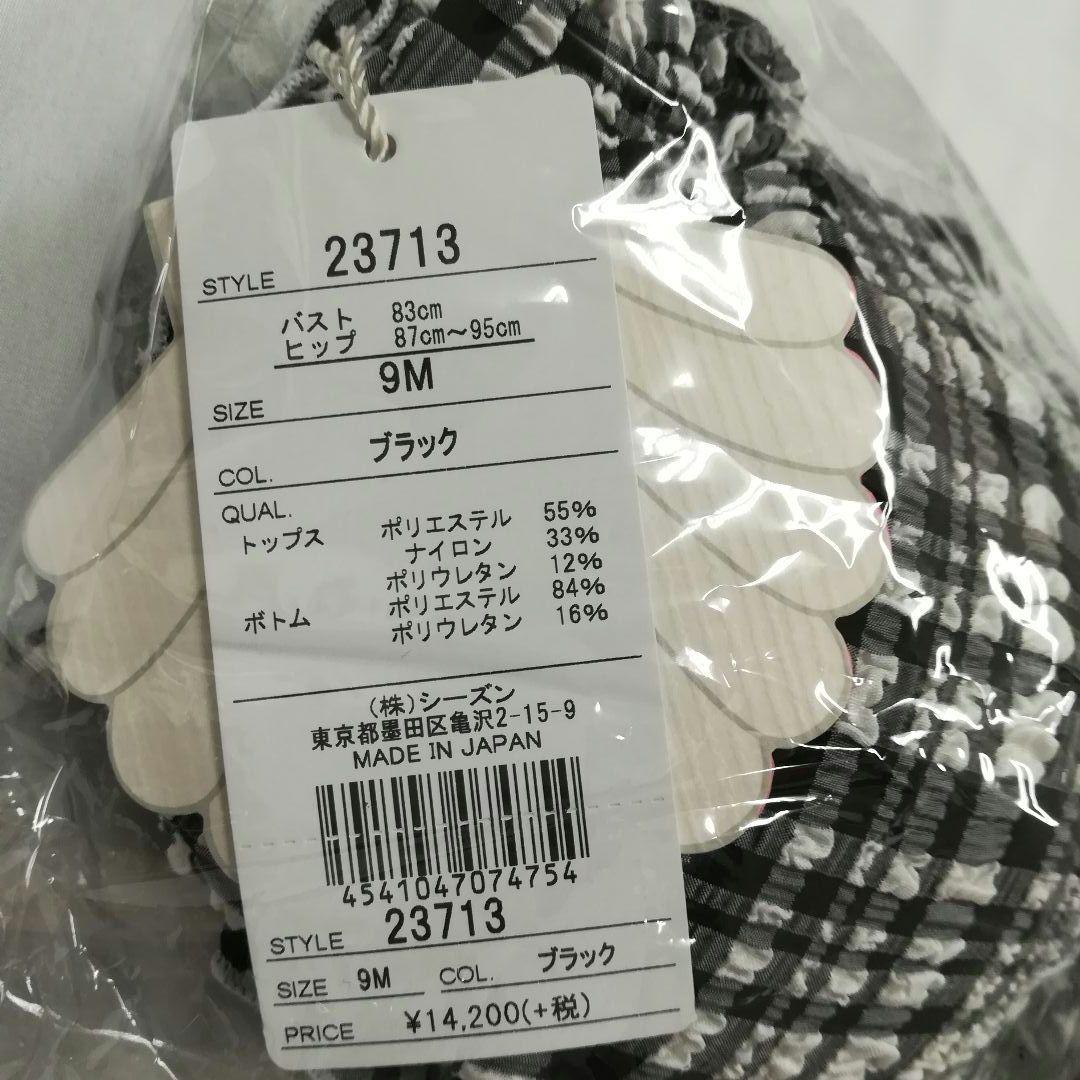 STYLE 23713
バスト 83cm
ヒップ 87cm～95cm
SIZE 9M
COL. ブラック
QUAL.
トップス ポリエステル 55%
ナイロン 33%
ポリウレタン 12%
ボトム ポリエステル 84%
ポリウレタン 16%
(株)シーズン
東京都墨田区亀沢2-15-9
MADE IN JAPAN
4541047074754
STYLE 23713
SIZE 9M COL. ブラック
PRICE ¥14,200(+税)